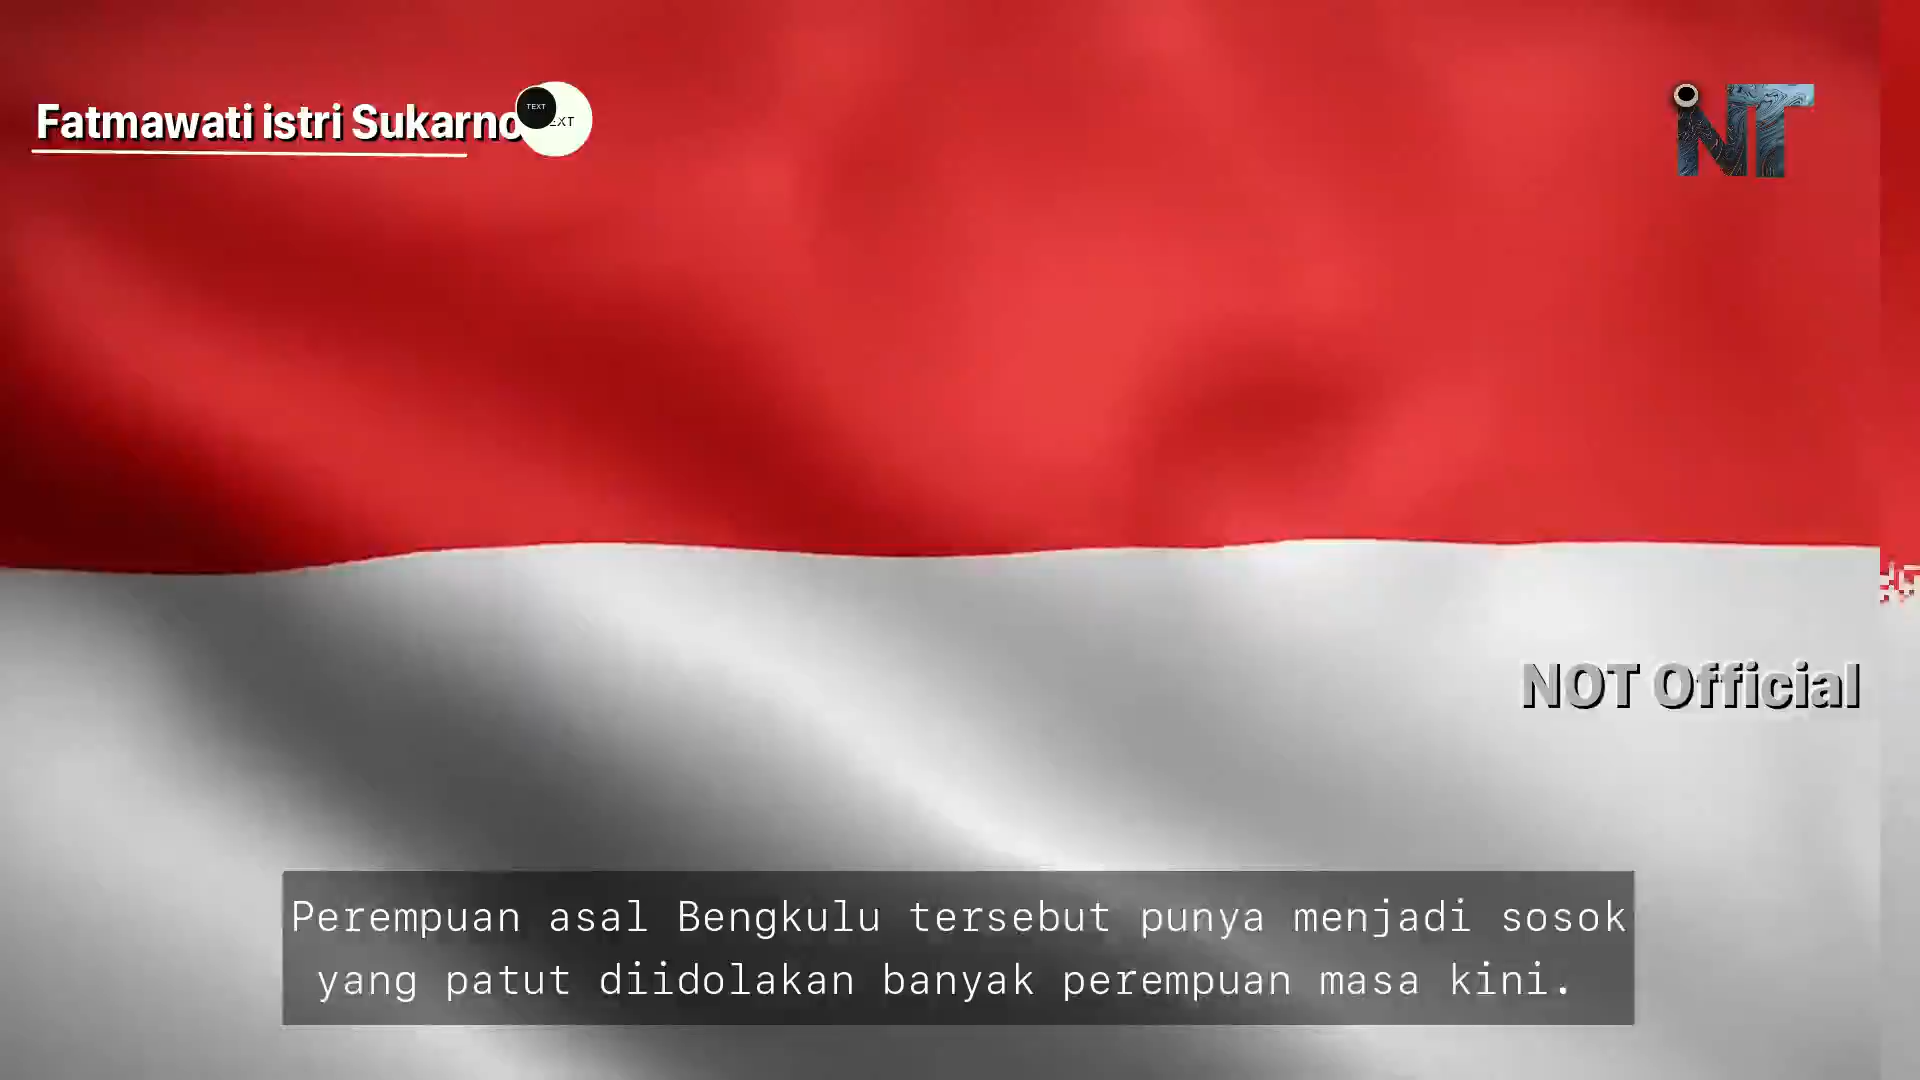 Fatmawati istri Sukarno
TEXT
EXT
NT
NOT Official
Perempuan asal Bengkulu tersebut punya menjadi sosok
yang patut diidolakan banyak perempuan masa kini.